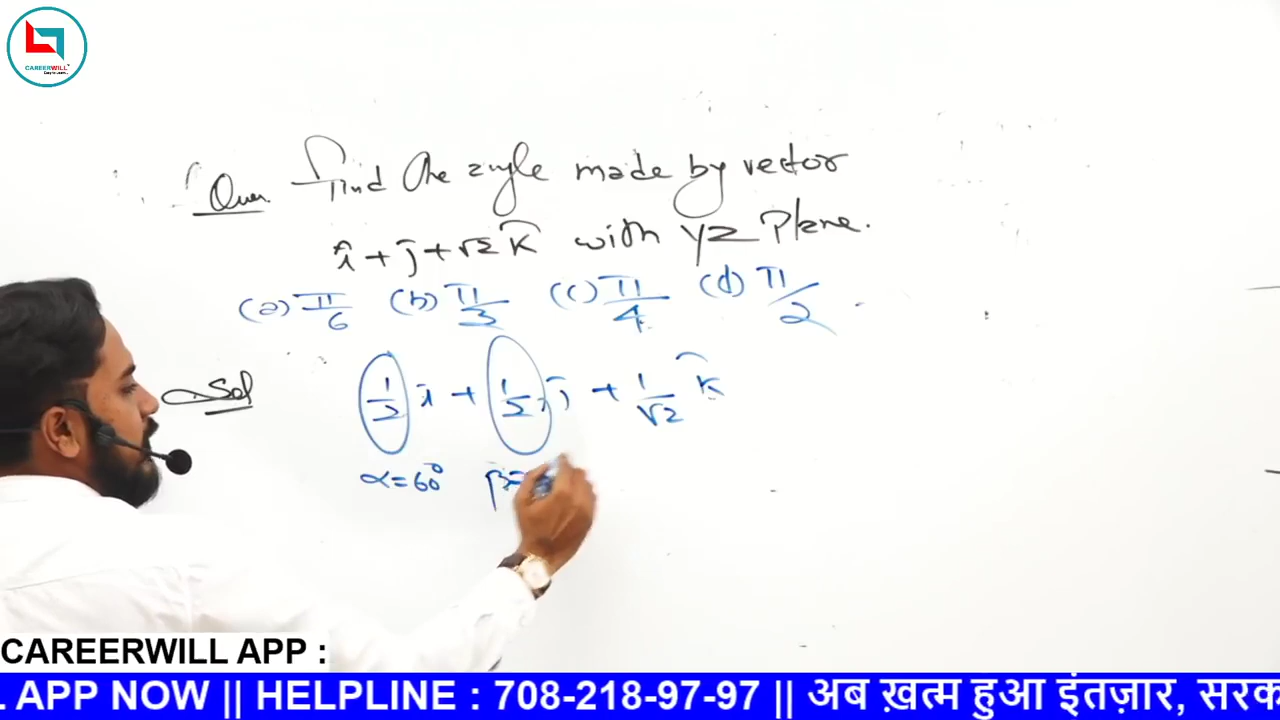 CAREERWILL
Ques. Find the angle made by vector
î + ĵ + √2 k̂ with YZ Plane.
(a) π/6 (b) π/3 (c) π/4 (d) π/2
Sol 1/2 î + 1/2 ĵ + 1/√2 k̂
α=60° β=
CAREERWILL APP :
L APP NOW || HELPLINE : 708-218-97-97 || अब ख़त्म हुआ इंतज़ार, सरक